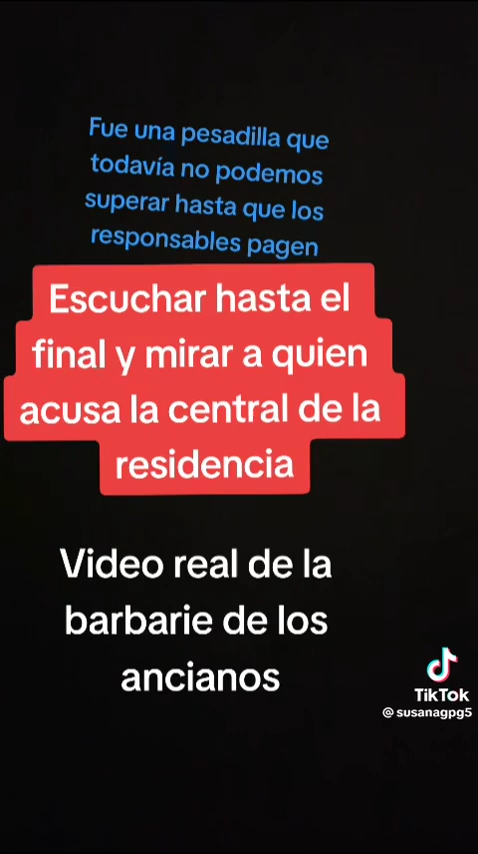 Fue una pesadilla que
todavía no podemos
superar hasta que los
responsables pagen
Escuchar hasta el
final y mirar a quien
acusa la central de la
residencia
Video real de la
barbarie de los
ancianos
TikTok
@susanagpg5